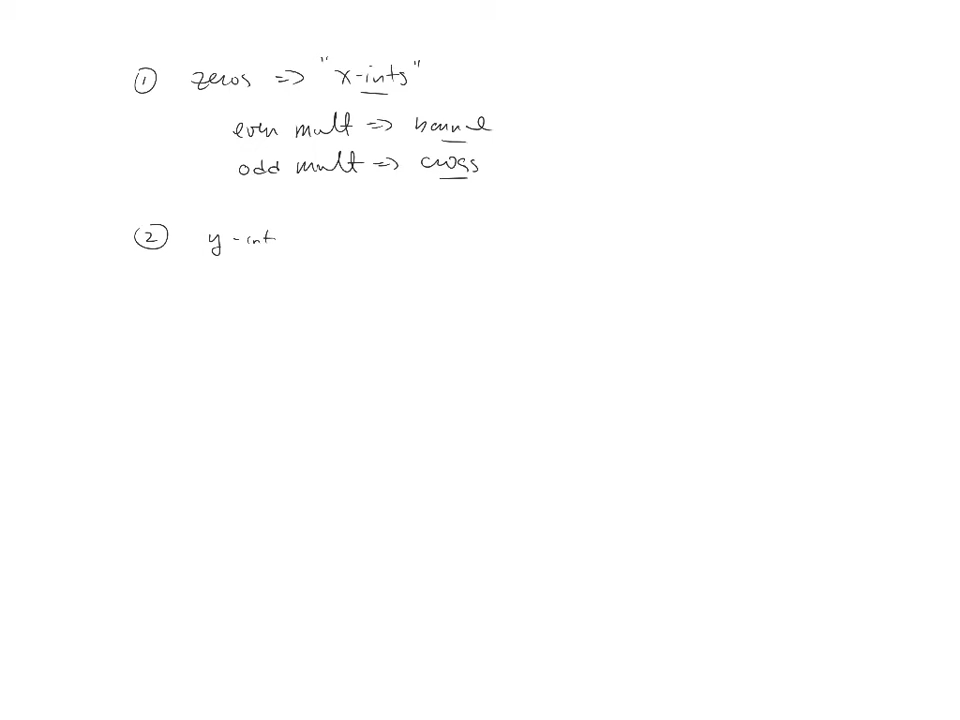 ① zeros => "x-ints"
even mult => bounce
odd mult => cross
② y-int